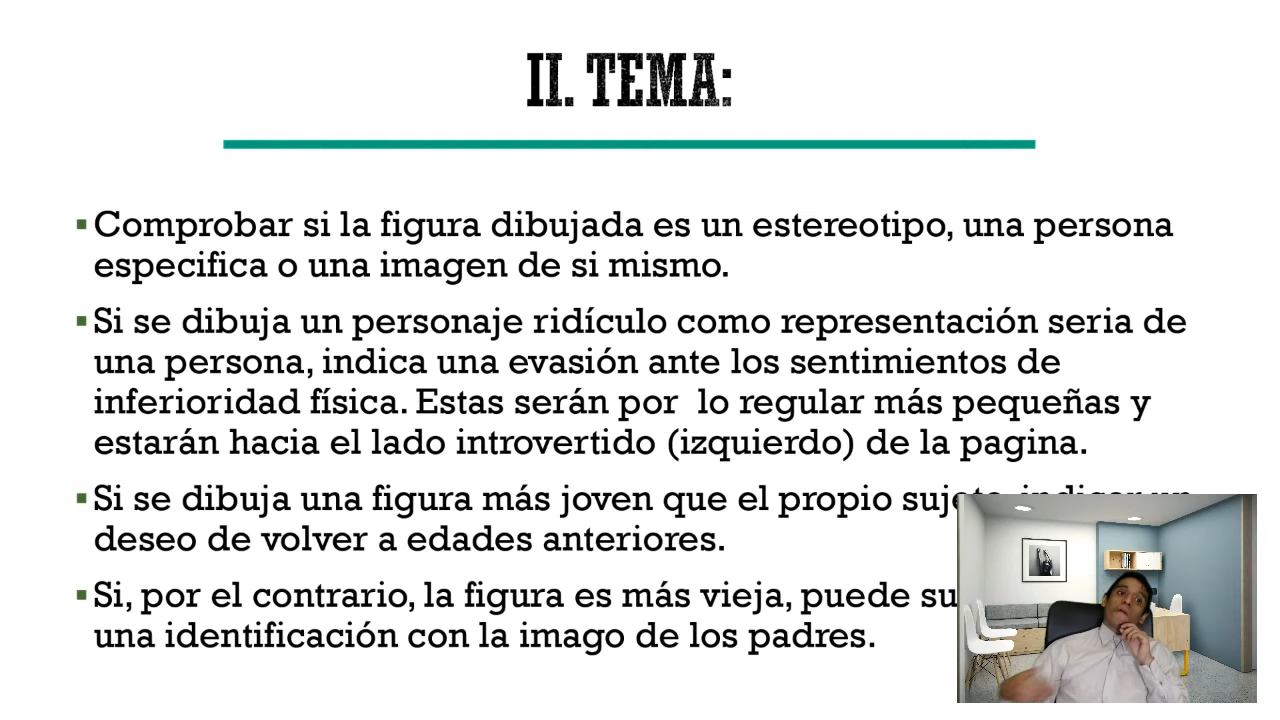 II. TEMA:
▪Comprobar si la figura dibujada es un estereotipo, una persona
especifica o una imagen de si mismo.
▪Si se dibuja un personaje ridículo como representación seria de
una persona, indica una evasión ante los sentimientos de
inferioridad física. Estas serán por  lo regular más pequeñas y
estarán hacia el lado introvertido (izquierdo) de la pagina.
▪Si se dibuja una figura más joven que el propio
deseo de volver a edades anteriores.
▪Si, por el contrario, la figura es más vieja, puede
una identificación con la imago de los padres.